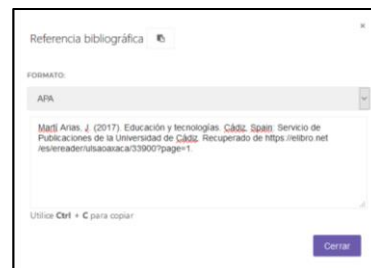 ×
Referencia bibliográfica
FORMATO:
APA
Martí Arias, J. (2017). Educación y tecnologías. Cádiz, Spain: Servicio de
Publicaciones de la Universidad de Cádiz. Recuperado de https://elibro.net
/es/ereader/ulsaoaxaca/33900?page=1.
Utilice Ctrl + C para copiar
Cerrar